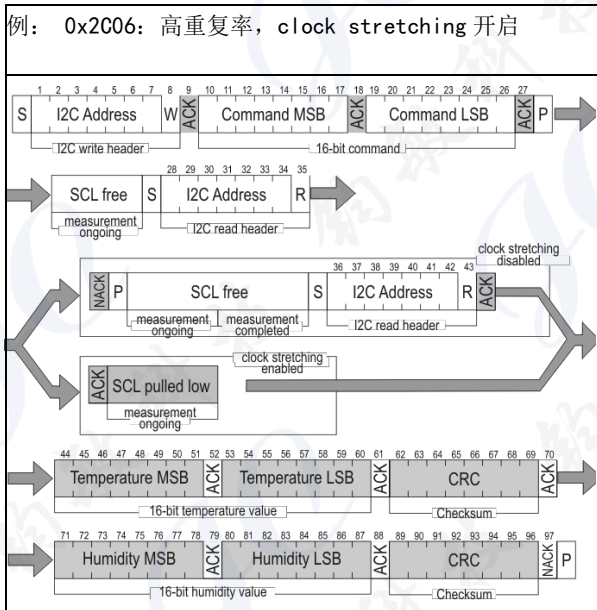 例： 0x2C06：高重复率，clock stretching 开启
1 2 3 4 5 6 7 8 9 10 11 12 13 14 15 16 17 18 19 20 21 22 23 24 25 26 27
S I2C Address W ACK Command MSB ACK Command LSB ACK P
I2C write header 16-bit command
28 29 30 31 32 33 34 35
SCL free S I2C Address R
measurement ongoing I2C read header
clock stretching disabled
36 37 38 39 40 41 42 43
NACK P SCL free S I2C Address R ACK
measurement ongoing measurement completed I2C read header
clock stretching enabled
ACK SCL pulled low
measurement ongoing
44 45 46 47 48 49 50 51 52 53 54 55 56 57 58 59 60 61 62 63 64 65 66 67 68 69 70
Temperature MSB ACK Temperature LSB ACK CRC ACK
16-bit temperature value Checksum
71 72 73 74 75 76 77 78 79 80 81 82 83 84 85 86 87 88 89 90 91 92 93 94 95 96 97
Humidity MSB ACK Humidity LSB ACK CRC NACK P
16-bit humidity value Checksum